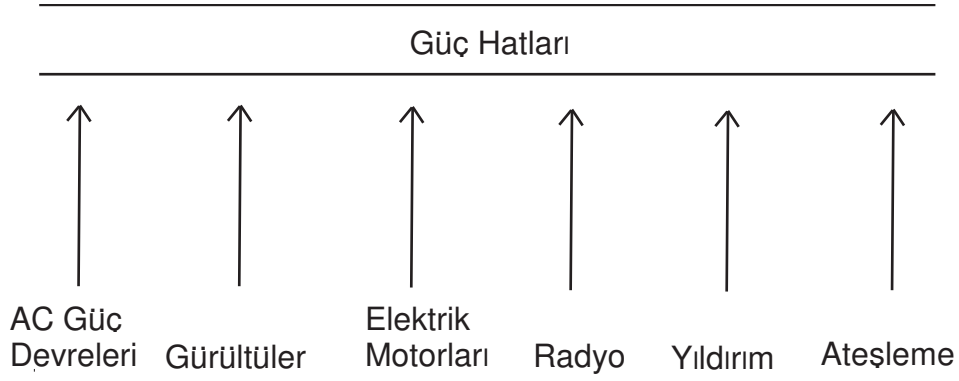 Güç Hatları
AC Güç
Devreleri
Gürültüler
Elektrik
Motorları
Radyo
Yıldırım
Ateşleme